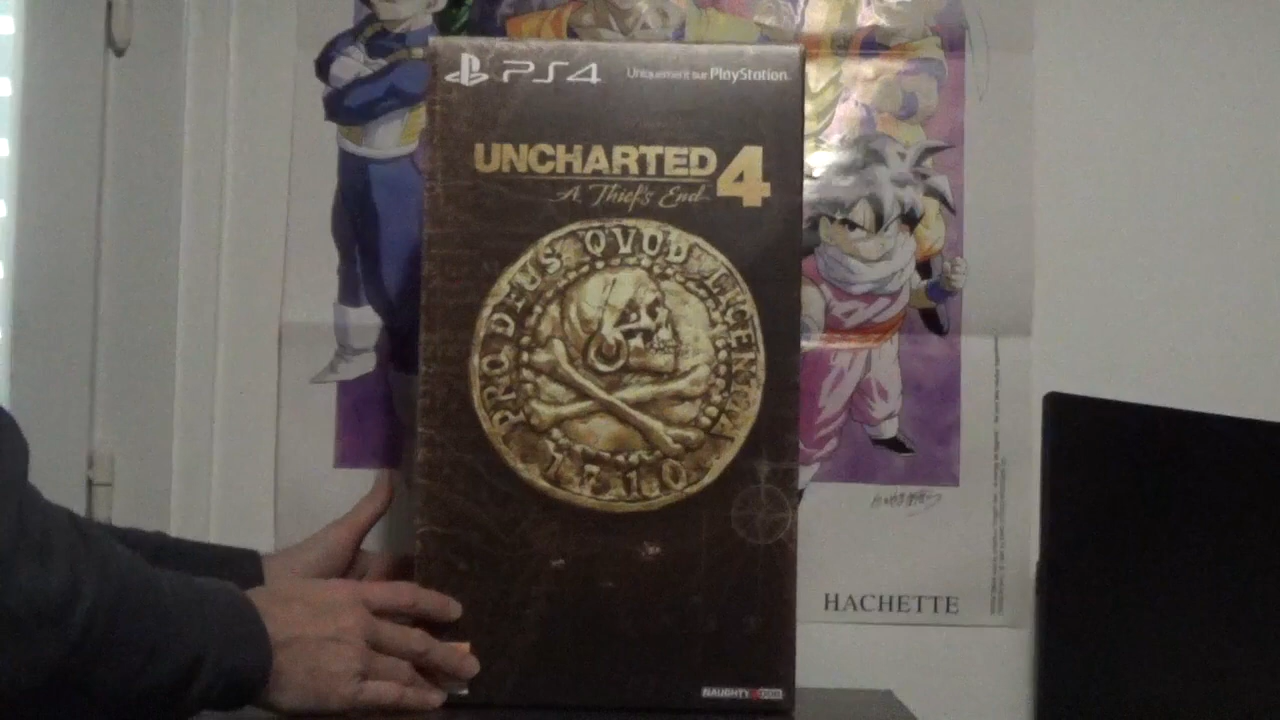 PS4
Uniquement sur PlayStation
UNCHARTED 4
A Thief's End
PRO DEUS QVOD LICENTIA
1710
NAUGHTY DOG
HACHETTE